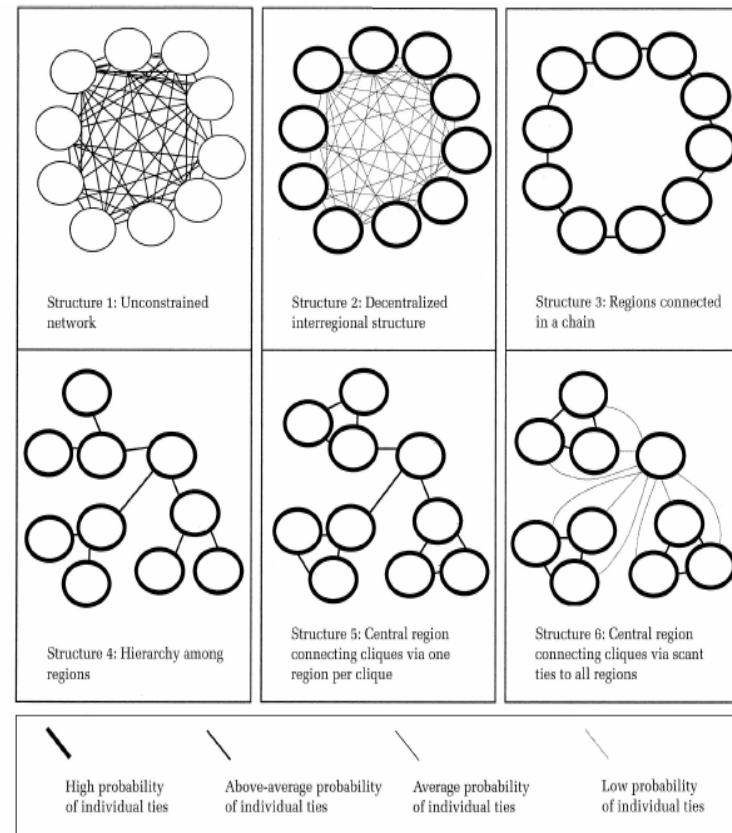 Structure 1: Unconstrained
network
Structure 2: Decentralized
interregional structure
Structure 3: Regions connected
in a chain
Structure 4: Hierarchy among
regions
Structure 5: Central region
connecting cliques via one
region per clique
Structure 6: Central region
connecting cliques via scant
ties to all regions
High probability
of individual ties
Above-average probability
of individual ties
Average probability
of individual ties
Low probability
of individual ties